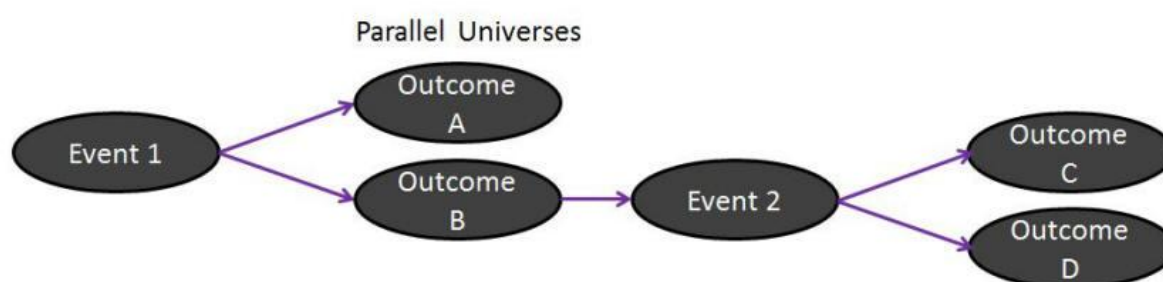 Parallel Universes
Outcome
A
Event 1
Outcome
B
Event 2
Outcome
C
Outcome
D